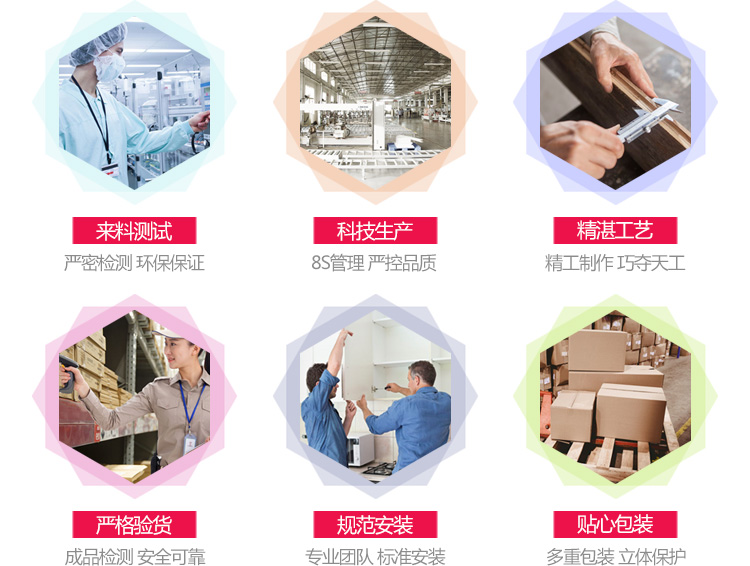 来料测试
严密检测 环保保证
科技生产
8S管理 严控品质
精湛工艺
精工制作 巧夺天工
严格验货
成品检测 安全可靠
规范安装
专业团队 标准安装
贴心包装
多重包装 立体保护